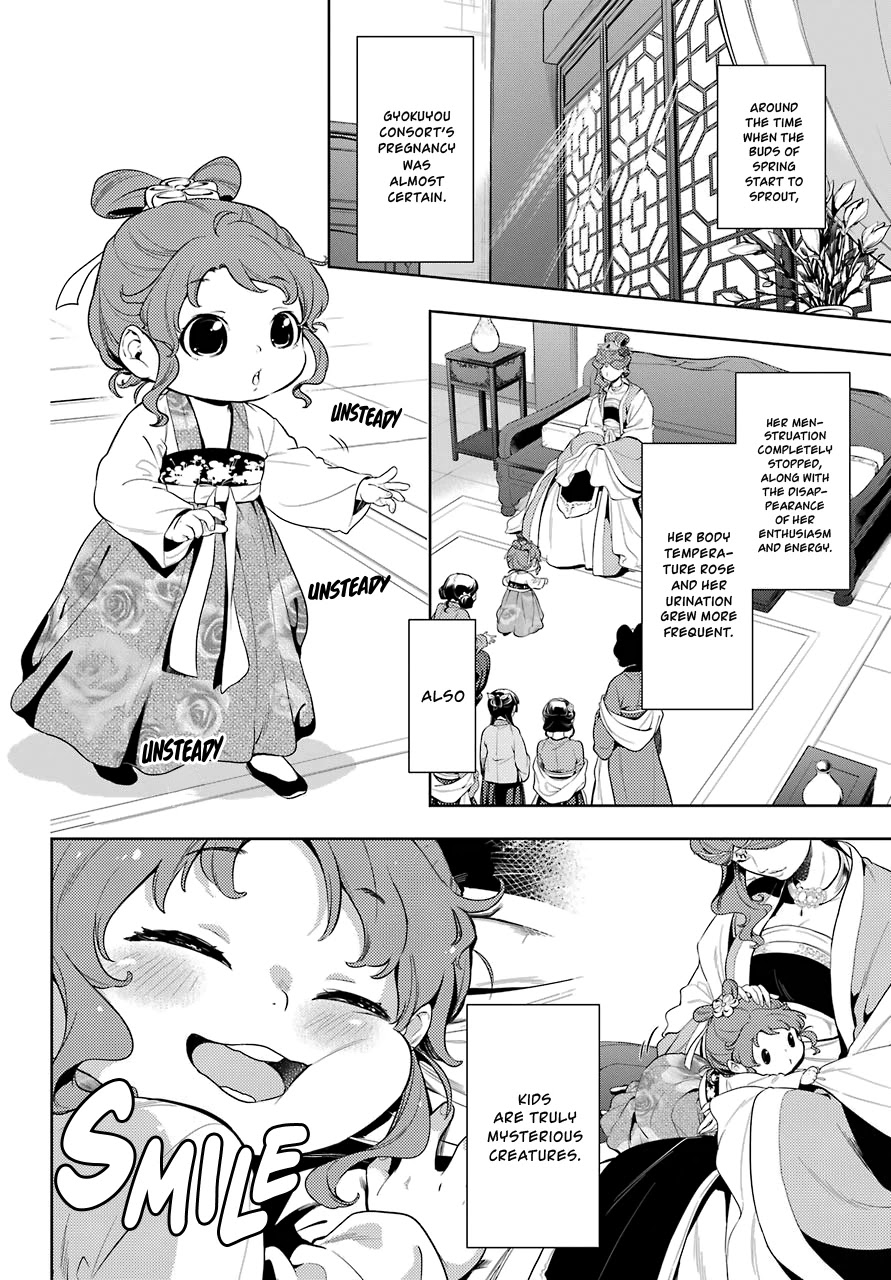 AROUND
THE TIME
WHEN THE
BUDS OF
SPRING
START TO
SPROUT,
GYOKUYOU
CONSORT'S
PREGNANCY
WAS
ALMOST
CERTAIN.
HER MEN-
STRUATION
COMPLETELY
STOPPED,
ALONG WITH
THE DISAP-
PEARANCE
OF HER
ENTHUSIASM
AND ENERGY.
HER BODY
TEMPERA-
TURE ROSE
AND HER
URINATION
GREW MORE
FREQUENT.
ALSO
UNSTEADY
UNSTEADY
UNSTEADY
KIDS
ARE TRULY
MYSTERIOUS
CREATURES.
SMILE